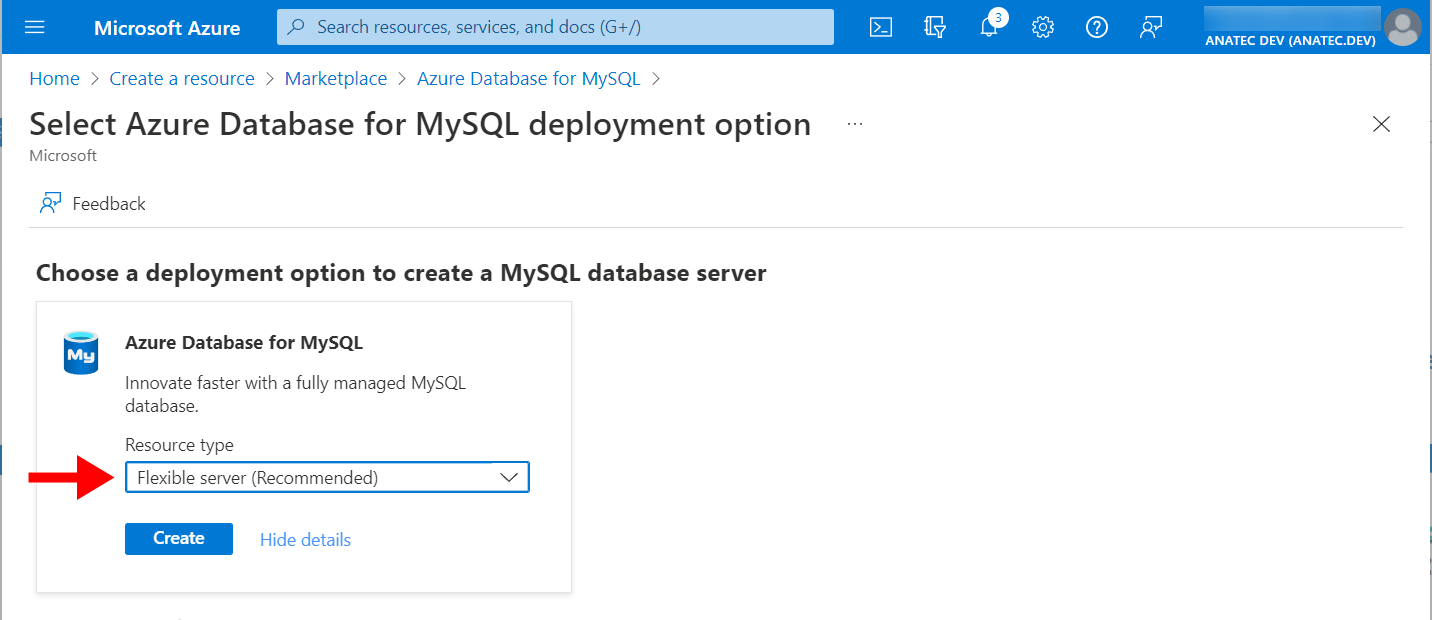 Microsoft Azure
Search resources, services, and docs (G+/)
3
ANATEC DEV (ANATEC.DEV)
Home > Create a resource > Marketplace > Azure Database for MySQL >
Select Azure Database for MySQL deployment option ...
Microsoft
Feedback
Choose a deployment option to create a MySQL database server
My
Azure Database for MySQL
Innovate faster with a fully managed MySQL
database.
Resource type
Flexible server (Recommended)
Create
Hide details